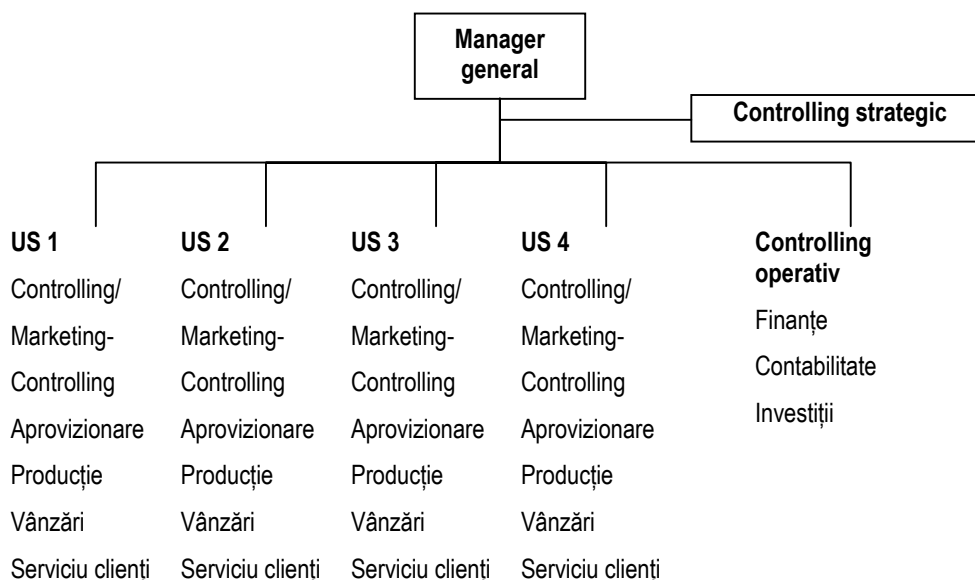 Manager
general
Controlling strategic
US 1
Controlling/
Marketing-
Controlling
Aprovizionare
Producție
Vânzări
Serviciu clienți
US 2
Controlling/
Marketing-
Controlling
Aprovizionare
Producție
Vânzări
Serviciu clienți
US 3
Controlling/
Marketing-
Controlling
Aprovizionare
Producție
Vânzări
Serviciu clienți
US 4
Controlling/
Marketing-
Controlling
Aprovizionare
Producție
Vânzări
Serviciu clienți
Controlling
operativ
Finanțe
Contabilitate
Investiții